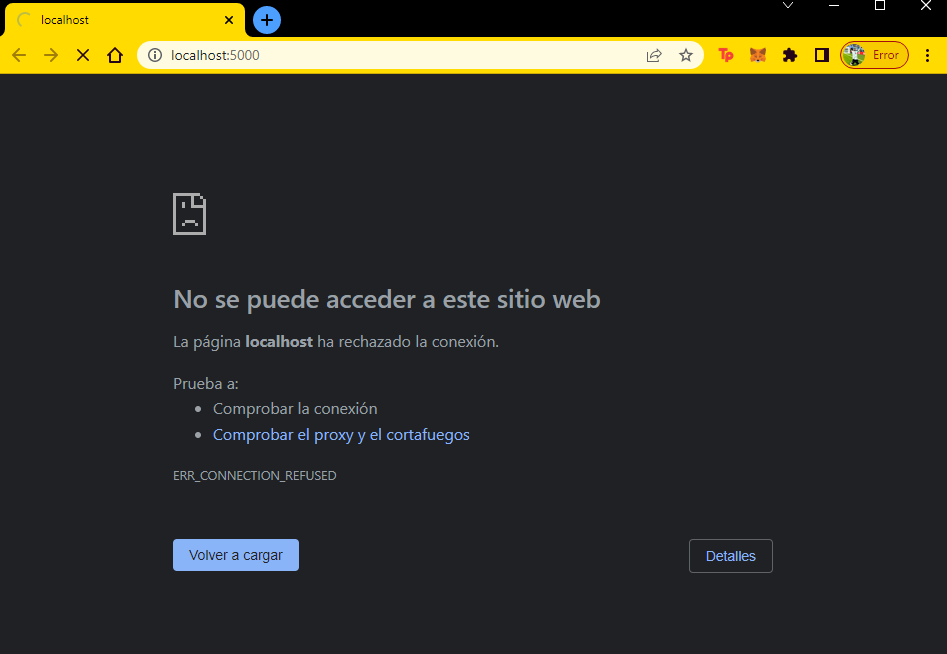 localhost
localhost:5000
Tp
Error
No se puede acceder a este sitio web
La página localhost ha rechazado la conexión.
Prueba a:
Comprobar la conexión
Comprobar el proxy y el cortafuegos
ERR_CONNECTION_REFUSED
Volver a cargar
Detalles